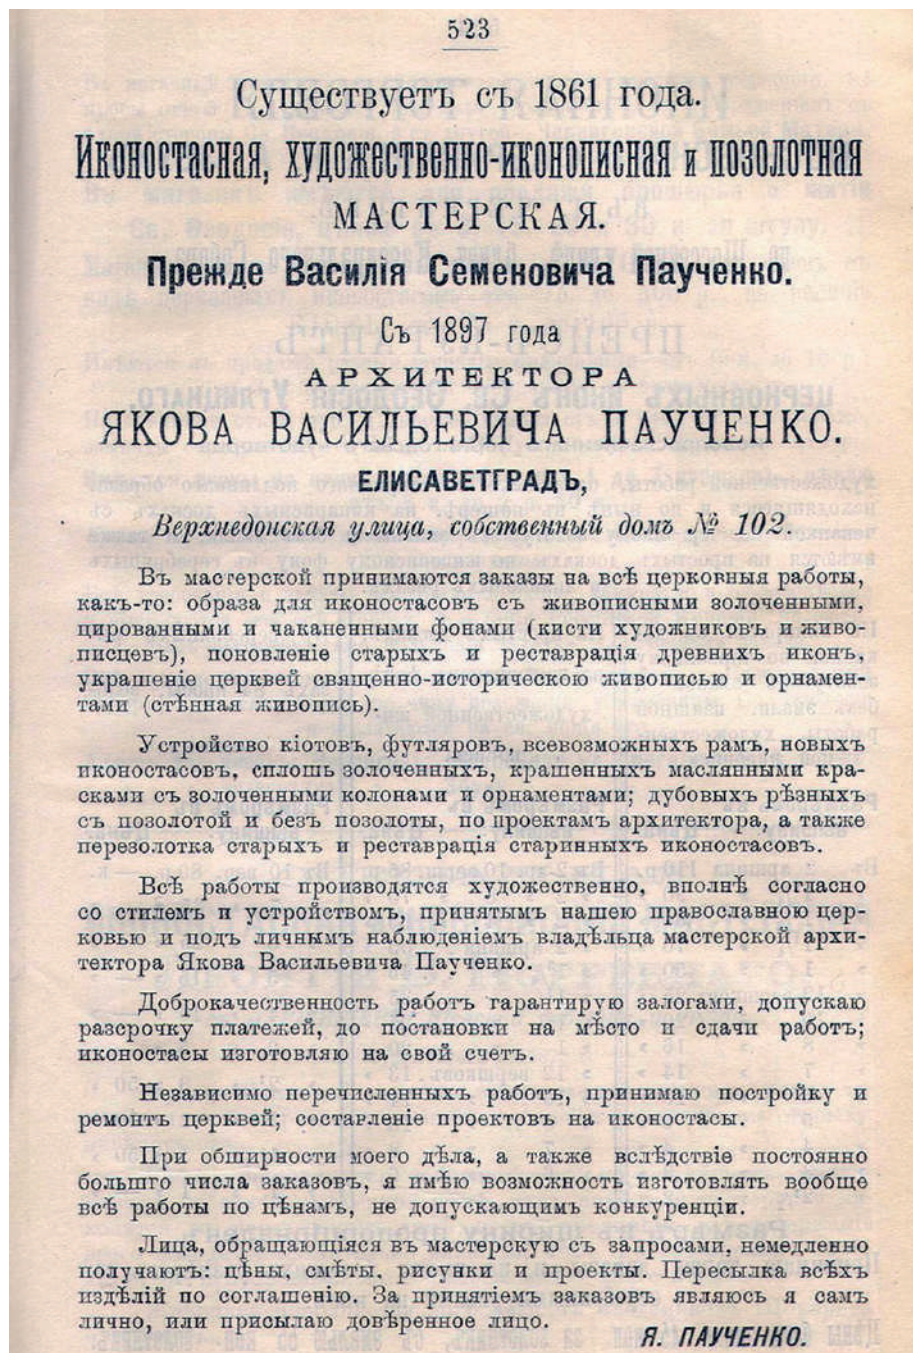 523
Существуетъ съ 1861 года.
Иконостасная, художественно-иконописная и позолотная
МАСТЕРСКАЯ.
Прежде Василія Семеновича Паученко.
Съ 1897 года
АРХИТЕКТОРА
ЯКОВА ВАСИЛЬЕВИЧА ПАУЧЕНКО.
ЕЛИСАВЕТГРАДЪ,
Верхнедонская улица, собственный домъ № 102.
Въ мастерской принимаются заказы на всѣ церковныя работы,
какъ-то: образа для иконостасовъ съ живописными золоченными,
цированными и чаканенными фонами (кисти художниковъ и живо-
писцевъ), поновленіе старыхъ и реставрація древнихъ иконъ,
украшеніе церквей священно-историческою живописью и орнамен-
тами (стѣнная живопись).
Устройство кіотовъ, футляровъ, всевозможныхъ рамъ, новыхъ
иконостасовъ, сплошь золоченныхъ, крашенныхъ маслянными кра-
сками съ золоченными колонами и орнаментами; дубовыхъ рѣзныхъ
съ позолотой и безъ позолоты, по проектамъ архитектора, а также
перезолотка старыхъ и реставрація старинныхъ иконостасовъ.
Всѣ работы производятся художественно, вполнѣ согласно
со стилемъ и устройствомъ, принятымъ нашею православною цер-
ковью и подъ личнымъ наблюденіемъ владѣльца мастерской архи-
тектора Якова Васильевича Паученко.
Доброкачественность работъ гарантирую залогами, допускаю
разсрочку платежей, до постановки на мѣсто и сдачи работъ;
иконостасы изготовляю на свой счетъ.
Независимо перечисленныхъ работъ, принимаю постройку и
ремонтъ церквей; составленіе проектовъ на иконостасы.
При обширности моего дѣла, а также вслѣдствіе постоянно
большго числа заказовъ, я имѣю возможность изготовлять вообще
всѣ работы по цѣнамъ, не допускающимъ конкуренціи.
Лица, обращающіяся въ мастерскую съ запросами, немедленно
получаютъ: цѣны, смѣты, рисунки и проекты. Пересылка всѣхъ
издѣлій по соглашенію. За принятіемъ заказовъ являюсь я самъ
лично, или присылаю довѣренное лицо.
Я. ПАУЧЕНКО.